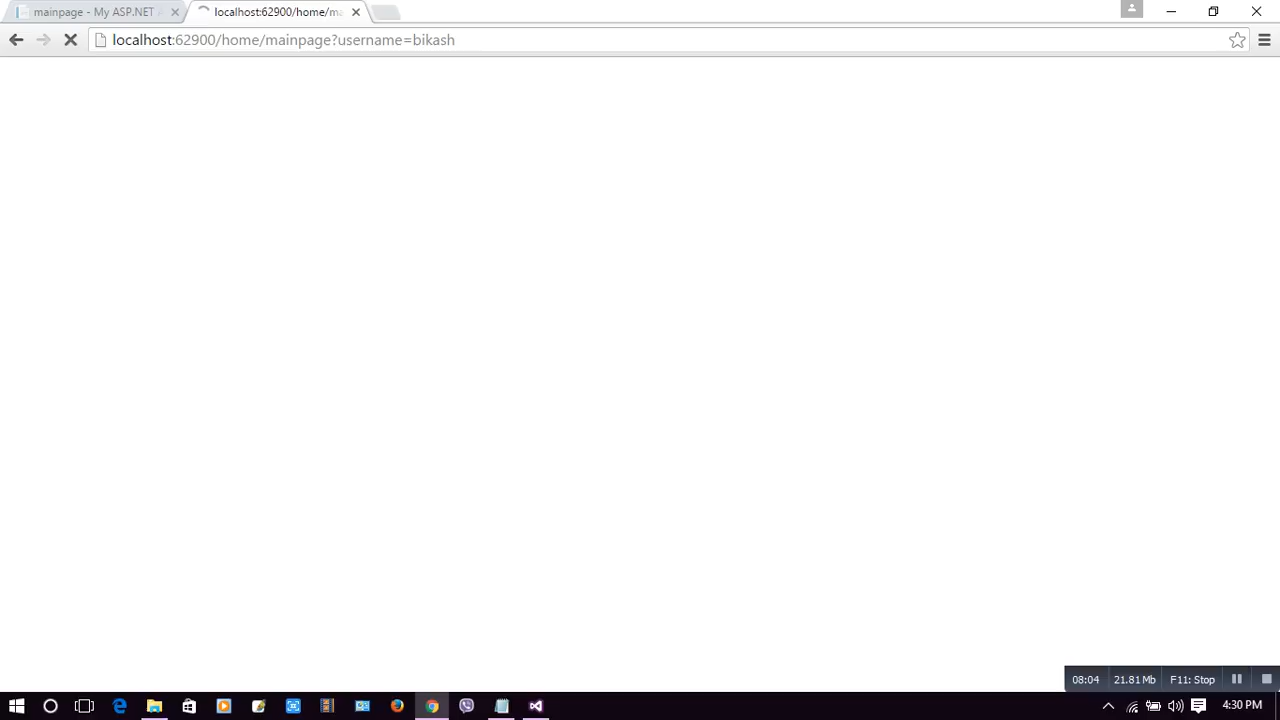 mainpage - My ASP.NET
localhost:62900/home/ma
localhost:62900/home/mainpage?username=bikash
08:04 21.81 Mb F11: Stop
4:30 PM